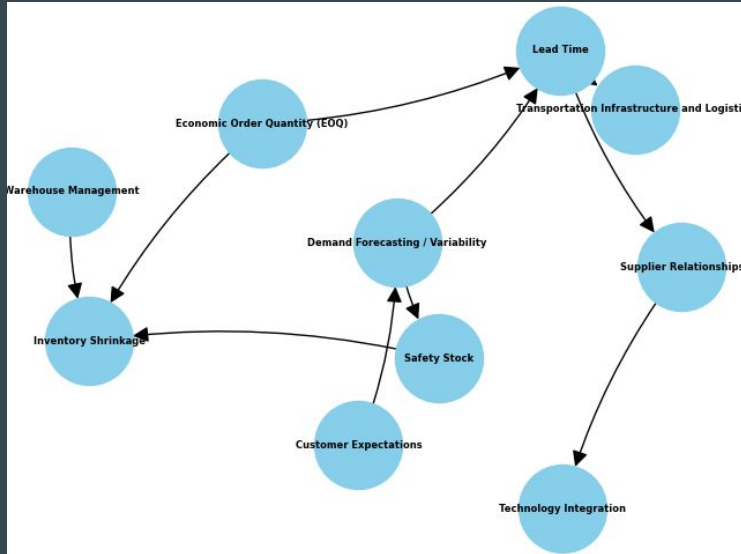 Lead Time
Transportation Infrastructure and Logisti
Economic Order Quantity (EOQ)
Warehouse Management
Demand Forecasting / Variability
Supplier Relationships
Inventory Shrinkage
Safety Stock
Customer Expectations
Technology Integration